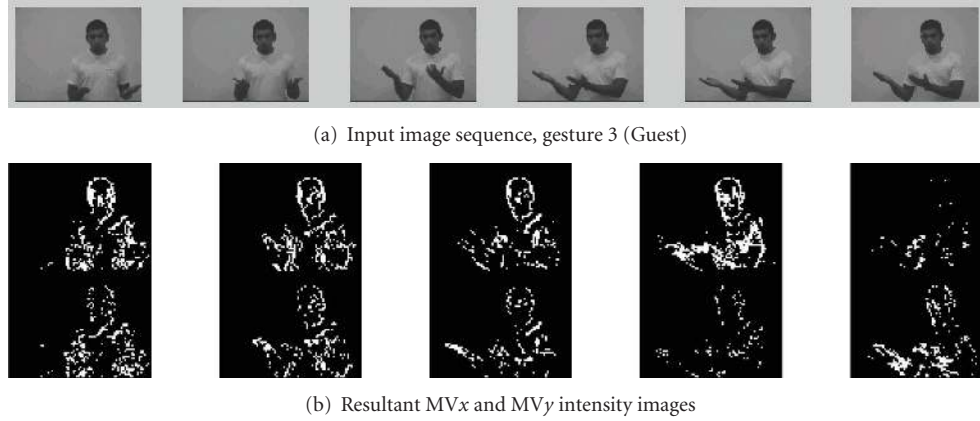 (a) Input image sequence, gesture 3 (Guest)
(b) Resultant MVx and MVy intensity images